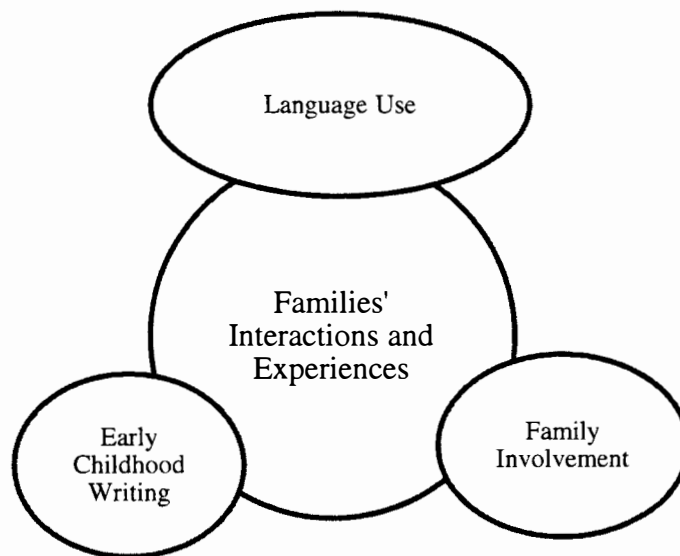 Language Use
Families'
Interactions and
Experiences
Early
Childhood
Writing
Family
Involvement